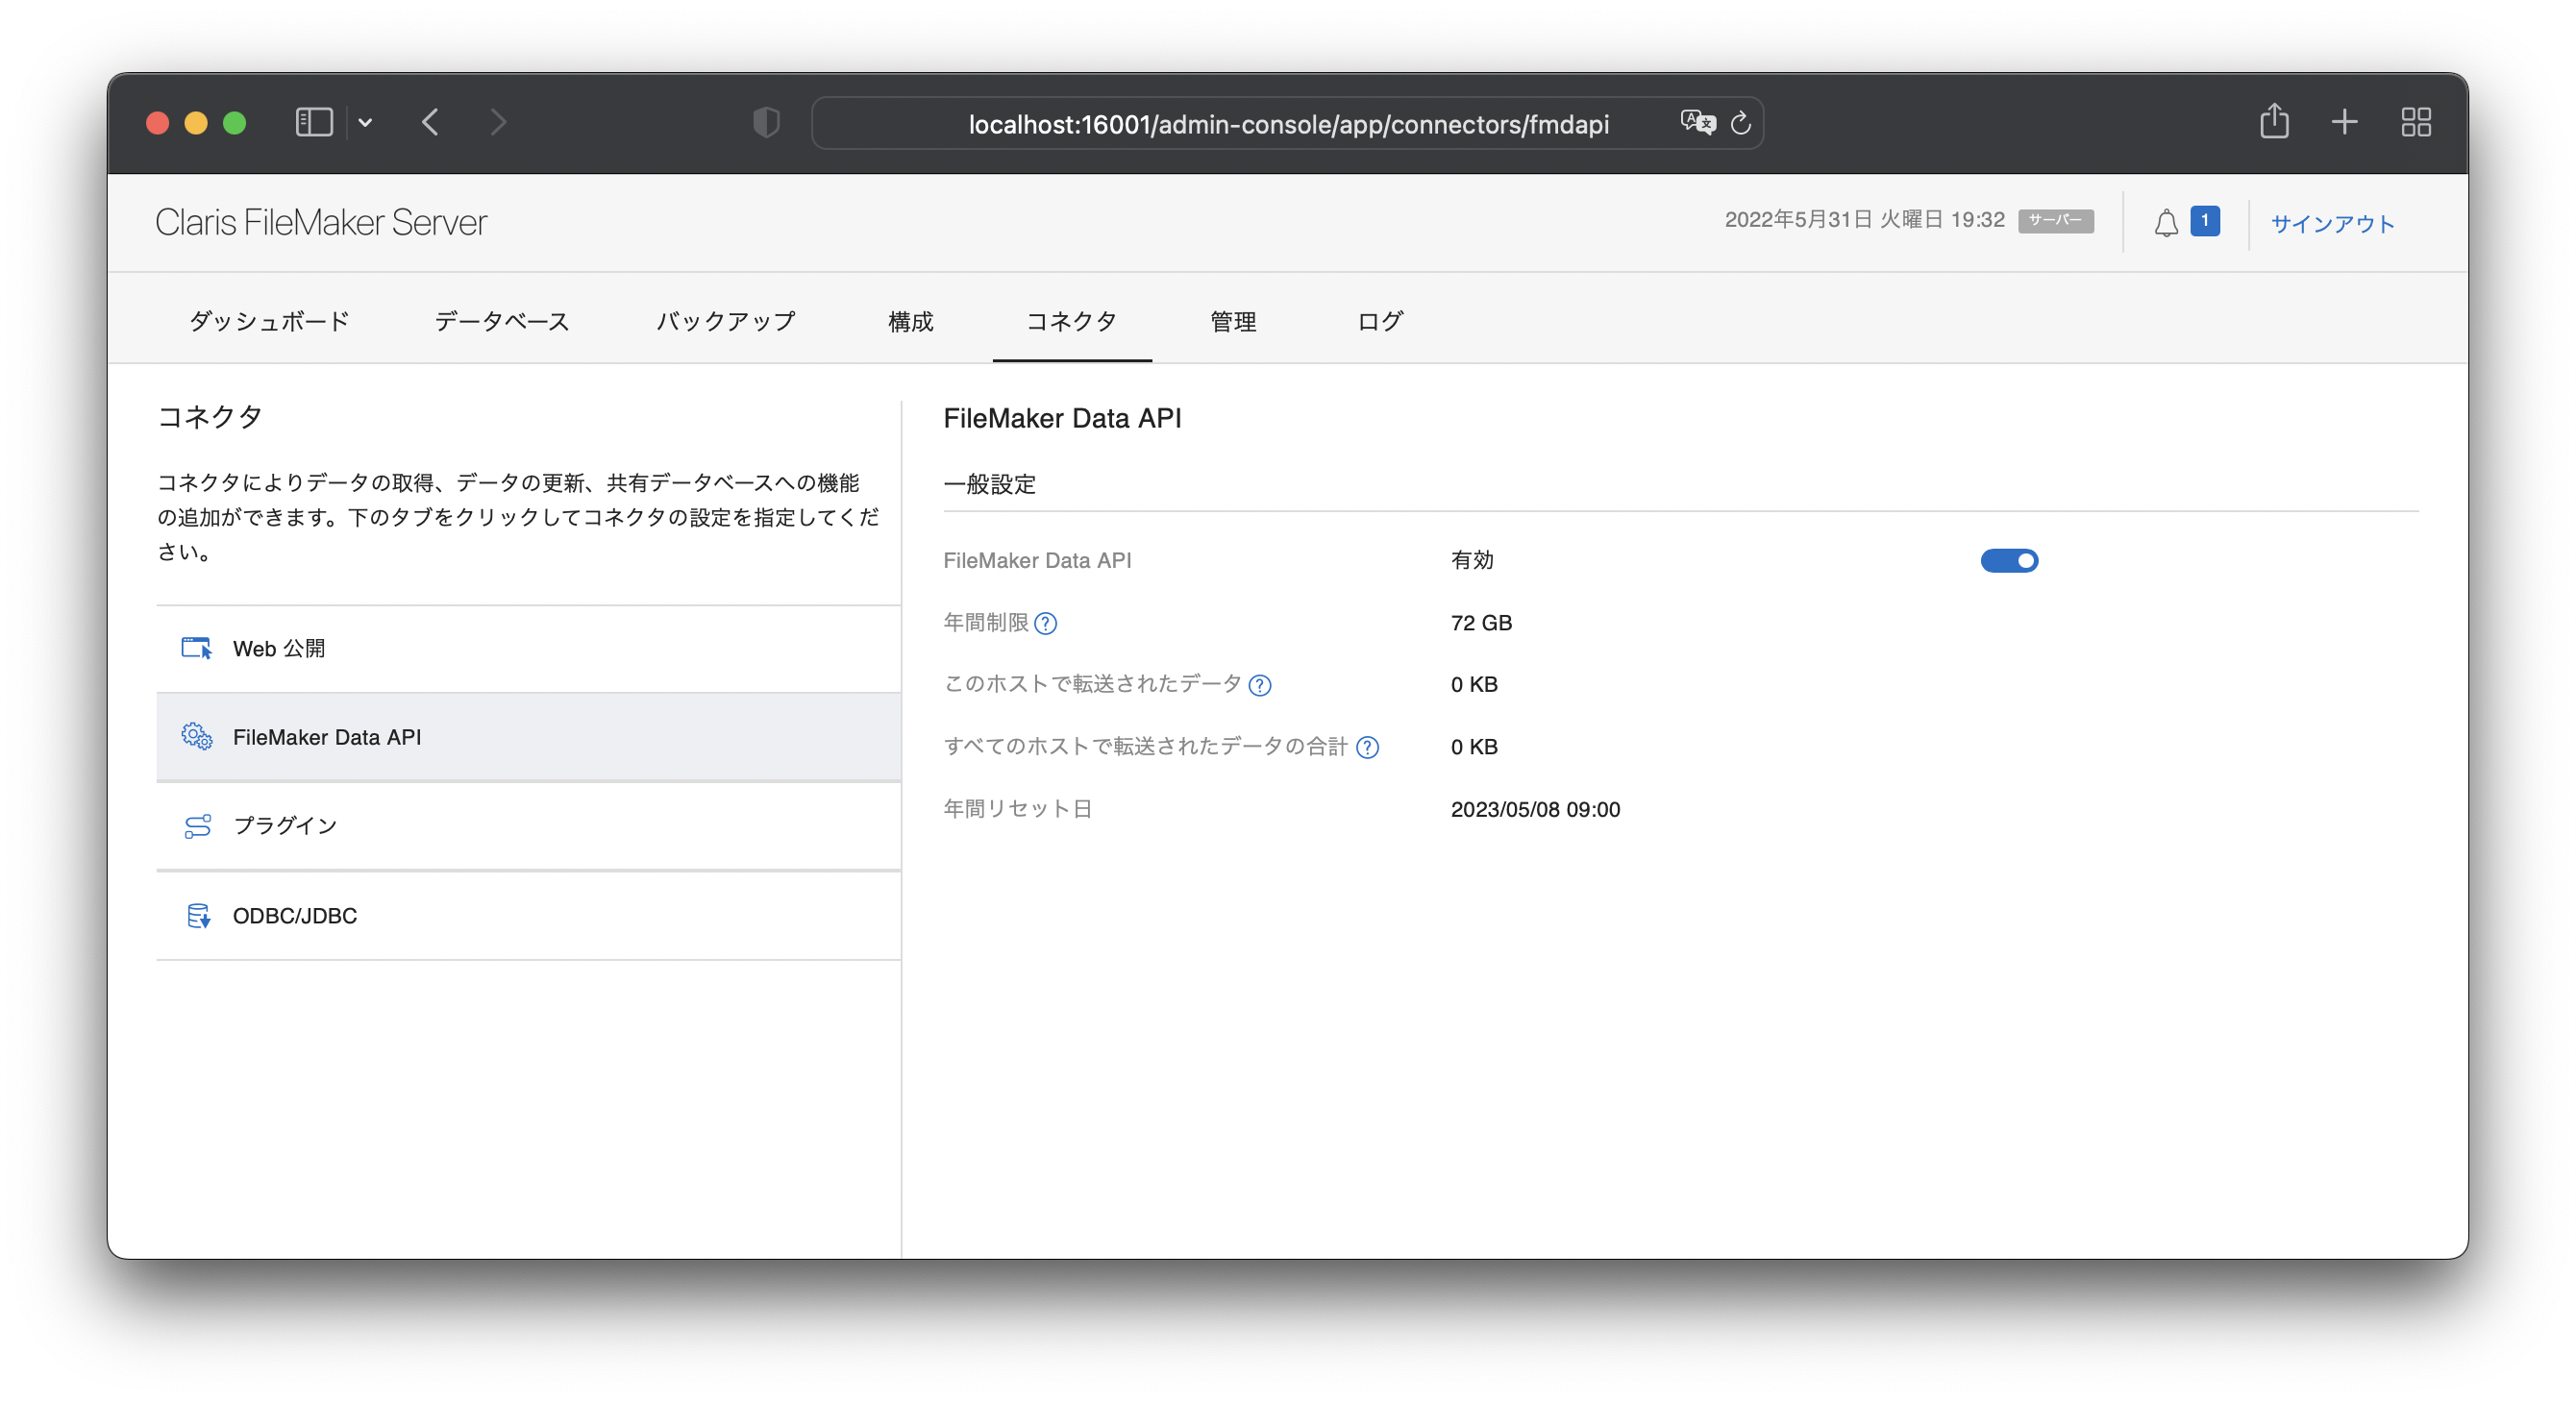 localhost:16001/admin-console/app/connectors/fmdapi
Claris FileMaker Server
2022年5月31日 火曜日 19:32 サーバー
1
サインアウト
ダッシュボード
データベース
バックアップ
構成
コネクタ
管理
ログ
コネクタ
コネクタによりデータの取得、データの更新、共有データベースへの機能
の追加ができます。下のタブをクリックしてコネクタの設定を指定してくだ
さい。
Web 公開
FileMaker Data API
プラグイン
ODBC/JDBC
FileMaker Data API
一般設定
FileMaker Data API 有効
年間制限 ? 72 GB
このホストで転送されたデータ ? 0 KB
すべてのホストで転送されたデータの合計 ? 0 KB
年間リセット日 2023/05/08 09:00